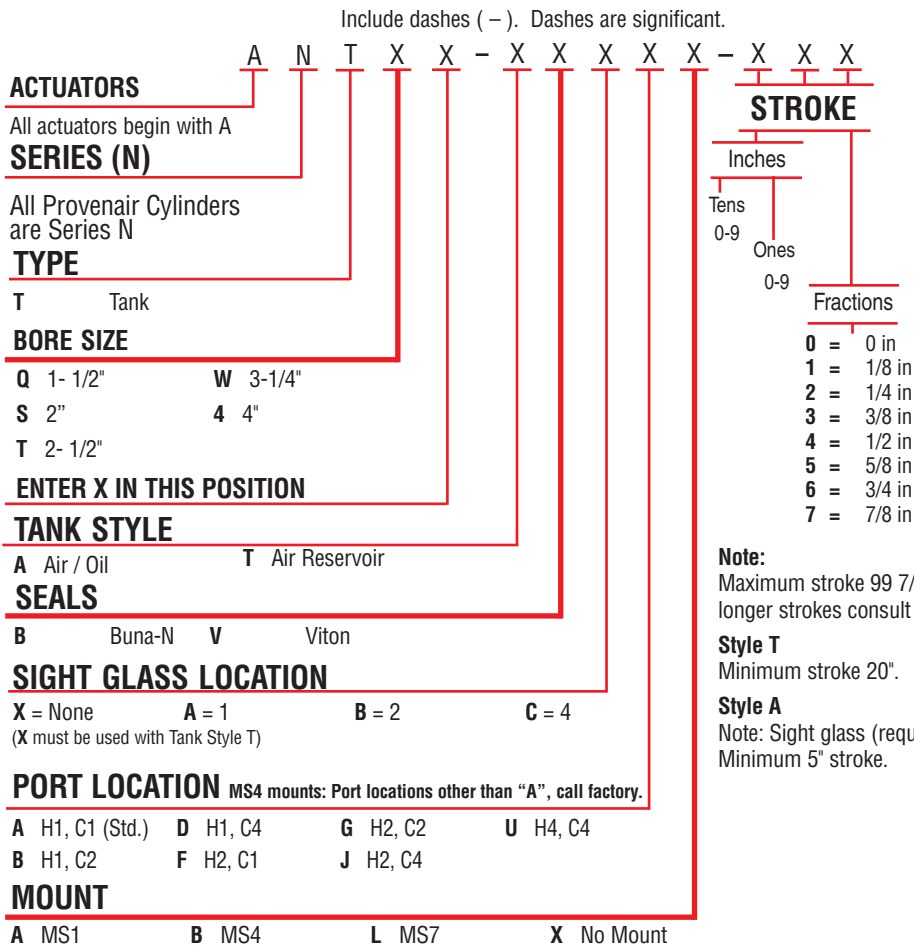 Include dashes ( – ). Dashes are significant.
A N T X X – X X X X X – X X X
ACTUATORS
All actuators begin with A
SERIES (N)
All Provenair Cylinders
are Series N
TYPE
T Tank
BORE SIZE
Q 1- 1/2" W 3-1/4"
S 2” 4 4"
T 2- 1/2"
ENTER X IN THIS POSITION
TANK STYLE
A Air / Oil T Air Reservoir
SEALS
B Buna-N V Viton
SIGHT GLASS LOCATION
X = None A = 1 B = 2 C = 4
(X must be used with Tank Style T)
PORT LOCATION MS4 mounts: Port locations other than “A”, call factory.
A H1, C1 (Std.) D H1, C4 G H2, C2 U H4, C4
B H1, C2 F H2, C1 J H2, C4
MOUNT
A MS1 B MS4 L MS7 X No Mount
STROKE
Inches
Tens
0-9
Ones
0-9
Fractions
0 = 0 in
1 = 1/8 in
2 = 1/4 in
3 = 3/8 in
4 = 1/2 in
5 = 5/8 in
6 = 3/4 in
7 = 7/8 in
Note:
Maximum stroke 99 7/
longer strokes consult
Style T
Minimum stroke 20".
Style A
Note: Sight glass (requ
Minimum 5" stroke.